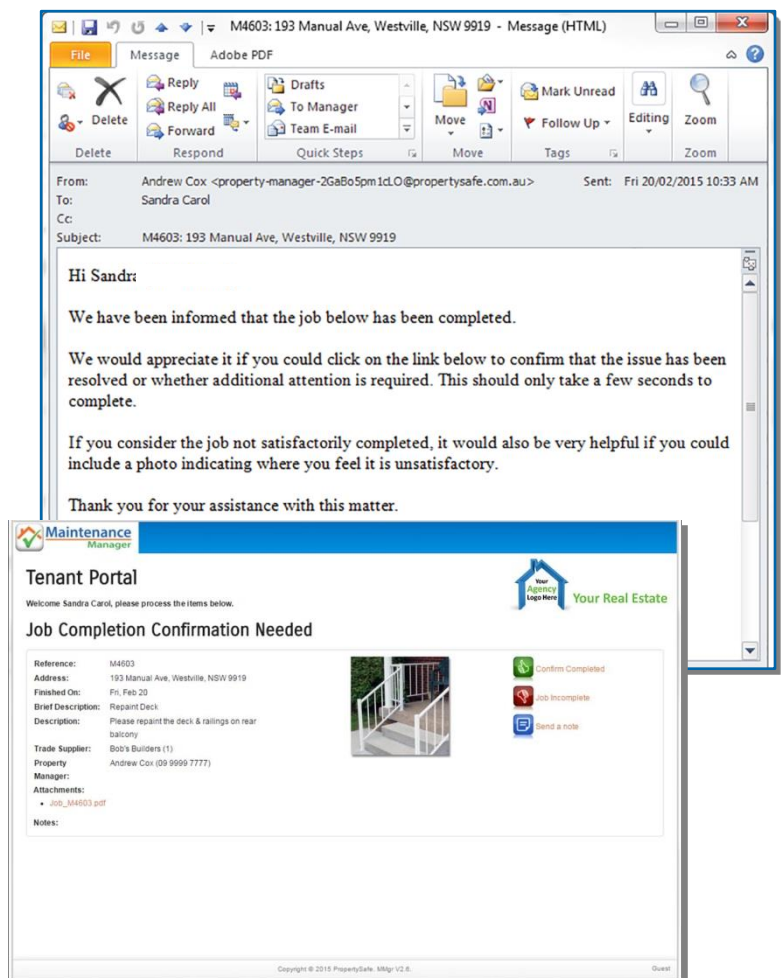 M4603: 193 Manual Ave, Westville, NSW 9919 - Message (HTML)
File Message Adobe PDF
Delete
Reply
Reply All
Forward
Drafts
To Manager
Team E-mail
Move
Mark Unread
Follow Up
Editing
Zoom
Delete Respond Quick Steps Move Tags Zoom
From: Andrew Cox <property-manager-2GaBo5pm1cLO@propertysafe.com.au> Sent: Fri 20/02/2015 10:33 AM
To: Sandra Carol
Cc:
Subject: M4603: 193 Manual Ave, Westville, NSW 9919
Hi Sandra
We have been informed that the job below has been completed.
We would appreciate it if you could click on the link below to confirm that the issue has been
resolved or whether additional attention is required. This should only take a few seconds to
complete.
If you consider the job not satisfactorily completed, it would also be very helpful if you could
include a photo indicating where you feel it is unsatisfactory.
Thank you for your assistance with this matter.
Maintenance
Manager
Tenant Portal
Welcome Sandra Carol, please process the items below.
Your
Agency
Logo Here
Your Real Estate
Job Completion Confirmation Needed
Reference: M4603
Address: 193 Manual Ave, Westville, NSW 9919
Finished On: Fri, Feb 20
Brief Description: Repaint Deck
Description: Please repaint the deck & railings on rear
balcony
Trade Supplier: Bob's Builders (1)
Property Andrew Cox (09 9999 7777)
Manager:
Attachments:
• Job_M4603.pdf
Notes:
Confirm Completed
Job Incomplete
Send a note
Copyright © 2015 PropertySafe. MMgr V2.6.
Guest